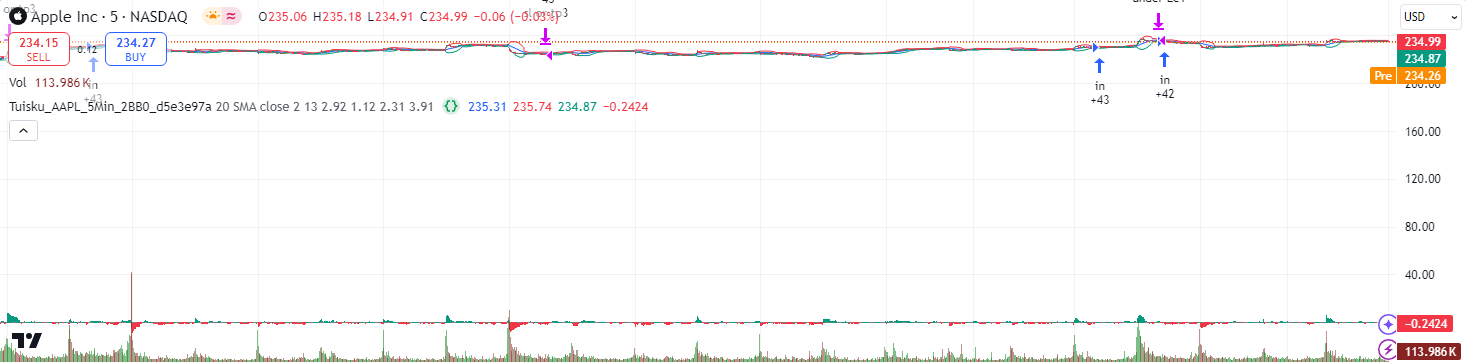 Apple Inc · 5 · NASDAQ O235.06 H235.18 L234.91 C234.99 −0.06 (−0.03%)
USD
234.15
SELL
0.12
234.27
BUY
Vol 113.986 K
in
+43
Tuisku_AAPL_5Min_2BB0_d5e3e97a 20 SMA close 2 13 2.92 1.12 2.31 3.91 {} 235.31 235.74 234.87 −0.2424
in
+43
in
+42
234.99
234.87
Pre 234.26
200.00
160.00
120.00
80.00
40.00
−0.2424
113.986 K